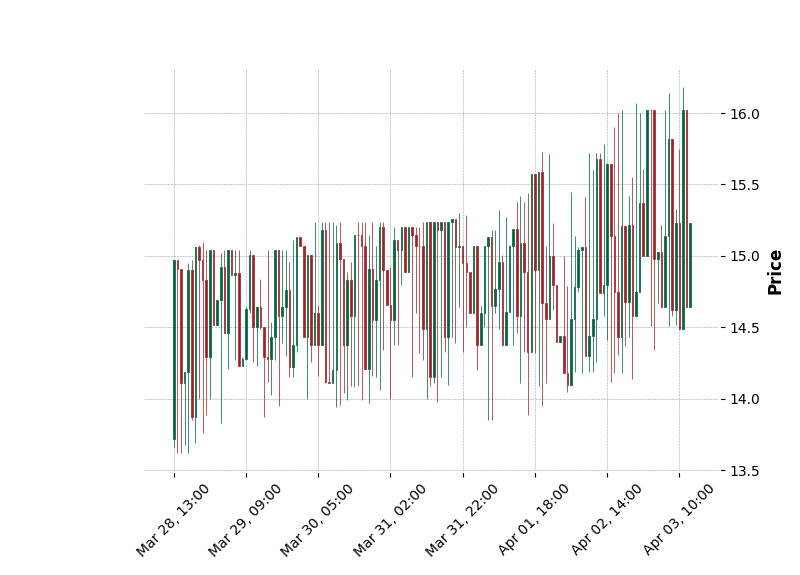 16.0
15.5
15.0
14.5
14.0
13.5
Price
Mar 28, 13:00
Mar 29, 09:00
Mar 30, 05:00
Mar 31, 02:00
Mar 31, 22:00
Apr 01, 18:00
Apr 02, 14:00
Apr 03, 10:00